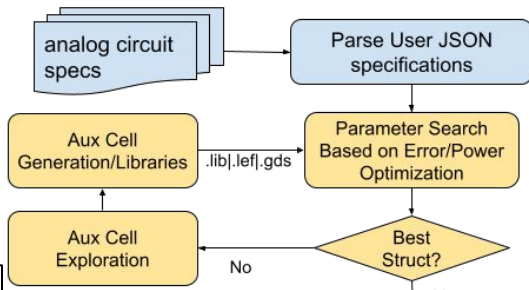 analog circuit
specs
Parse User JSON
specifications
Aux Cell
Generation/Libraries
.lib|.lef|.gds
Parameter Search
Based on Error/Power
Optimization
Aux Cell
Exploration
No
Best
Struct?